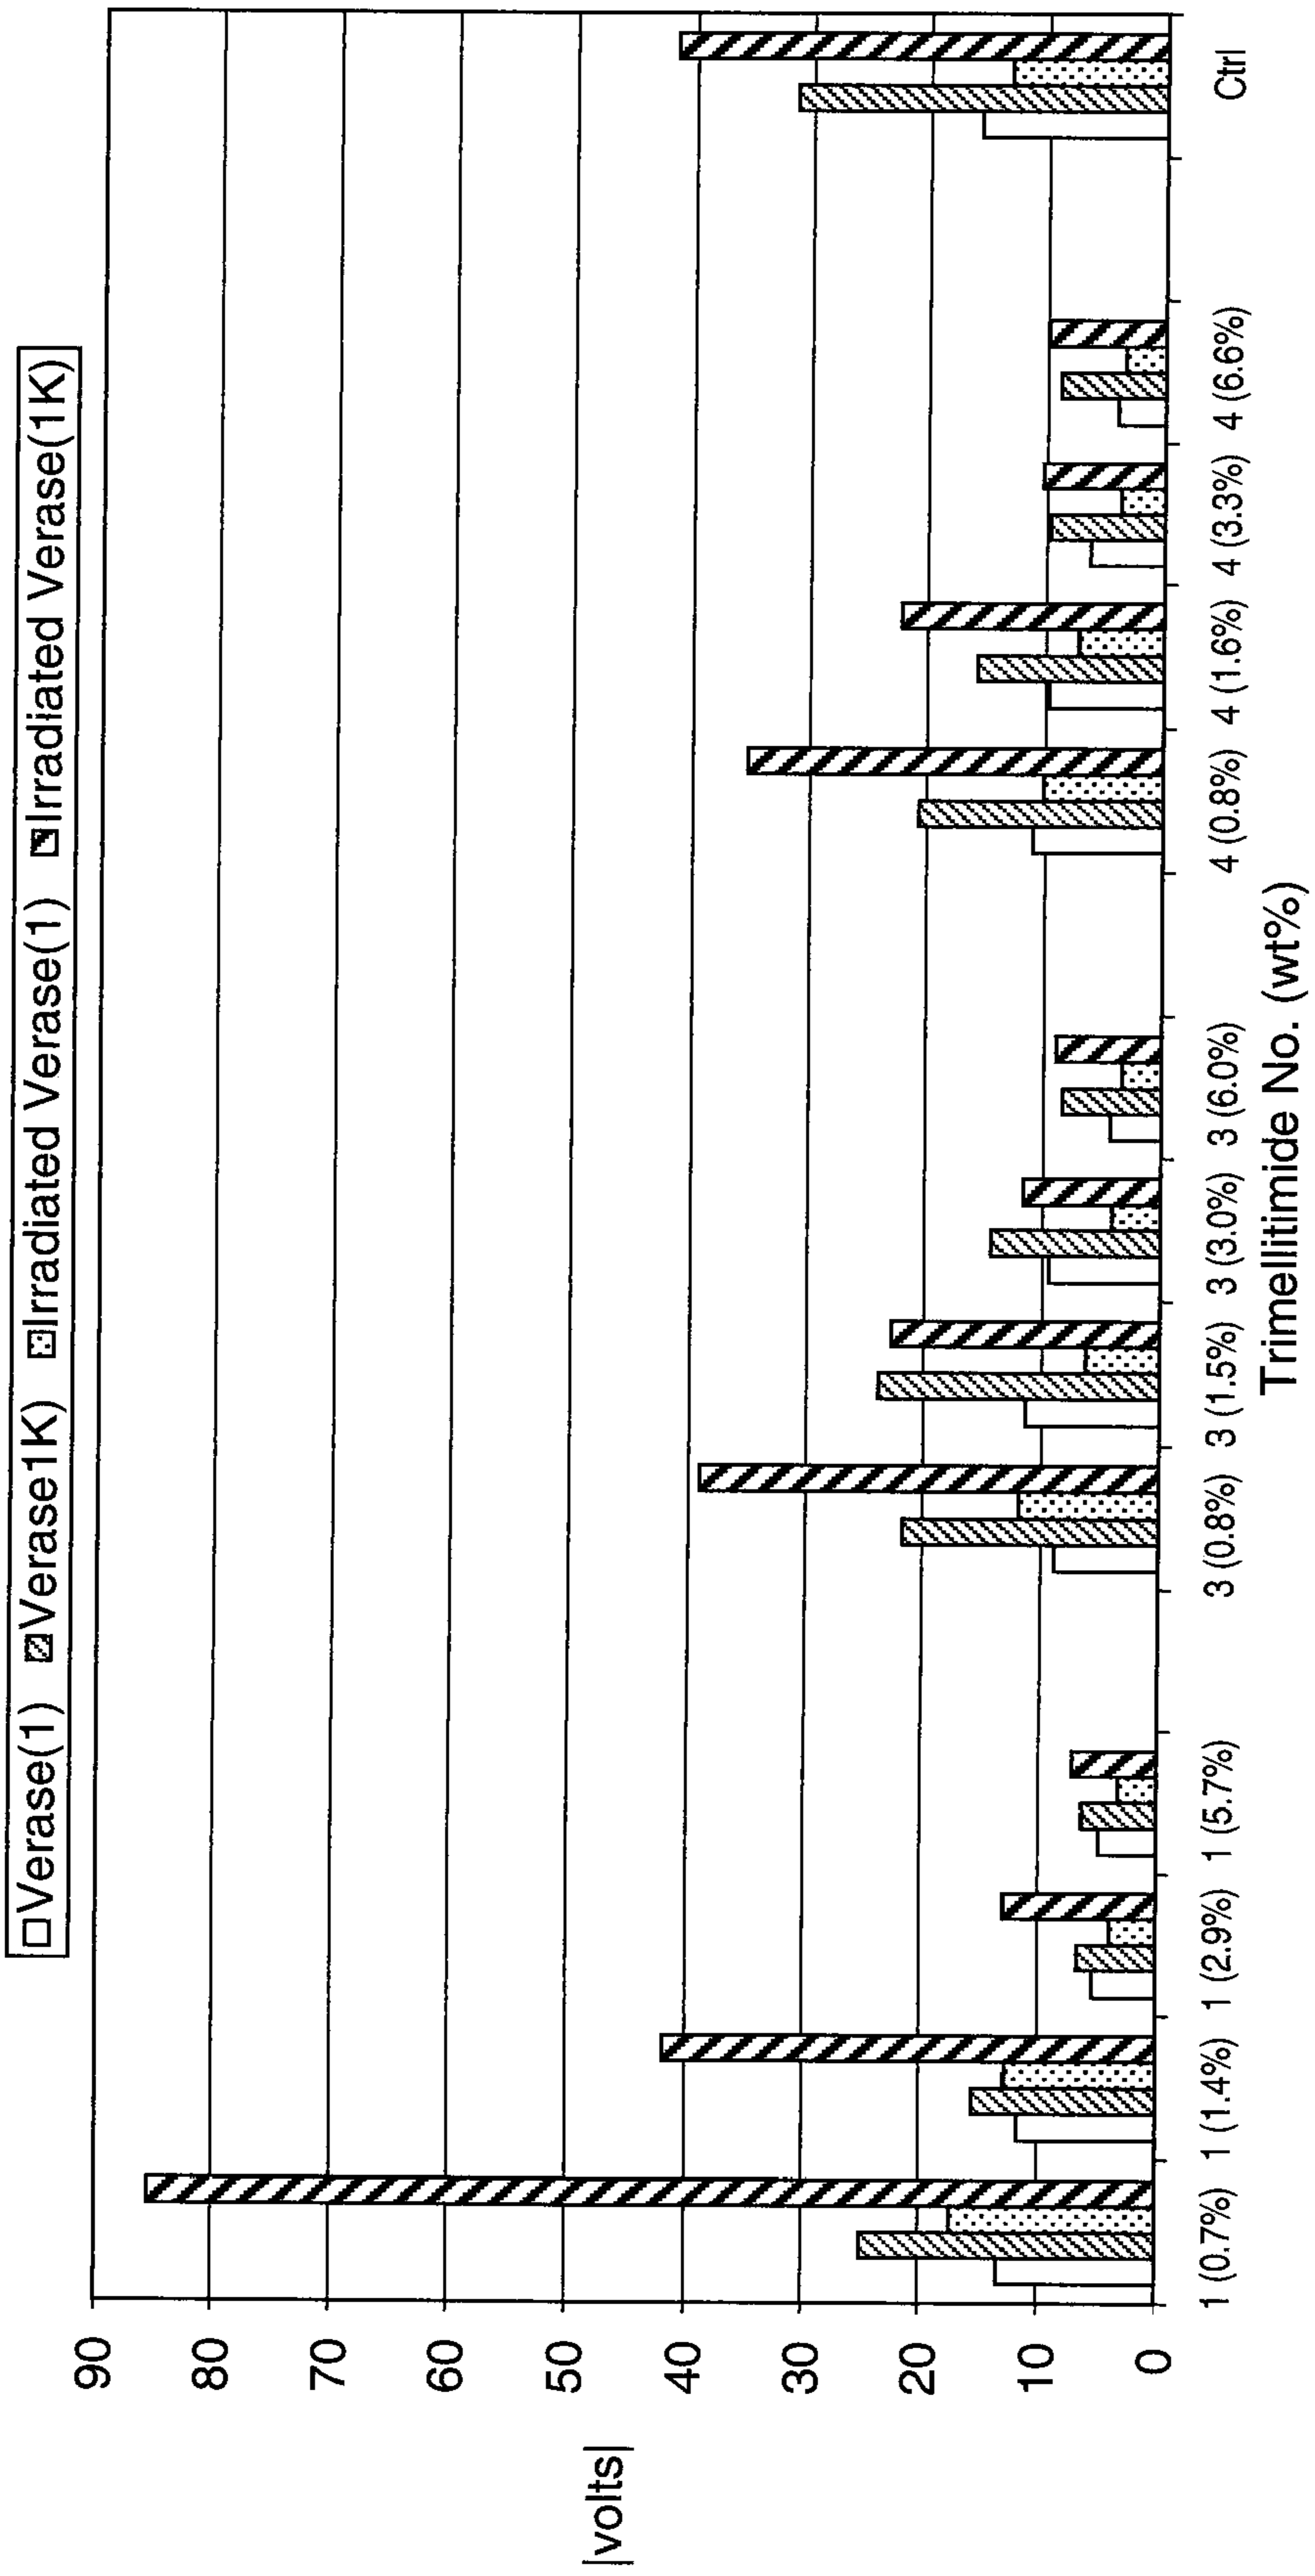 □Verase(1) Verase1K) Irradiated Verase(1) Irradiated Verase(1K)
|volts|
90
80
70
60
50
40
30
20
10
0
1 (0.7%) 1 (1.4%) 1 (2.9%) 1 (5.7%) 3 (0.8%) 3 (1.5%) 3 (3.0%) 3 (6.0%) 4 (0.8%) 4 (1.6%) 4 (3.3%) 4 (6.6%) Ctrl
Trimellitimide No. (wt%)